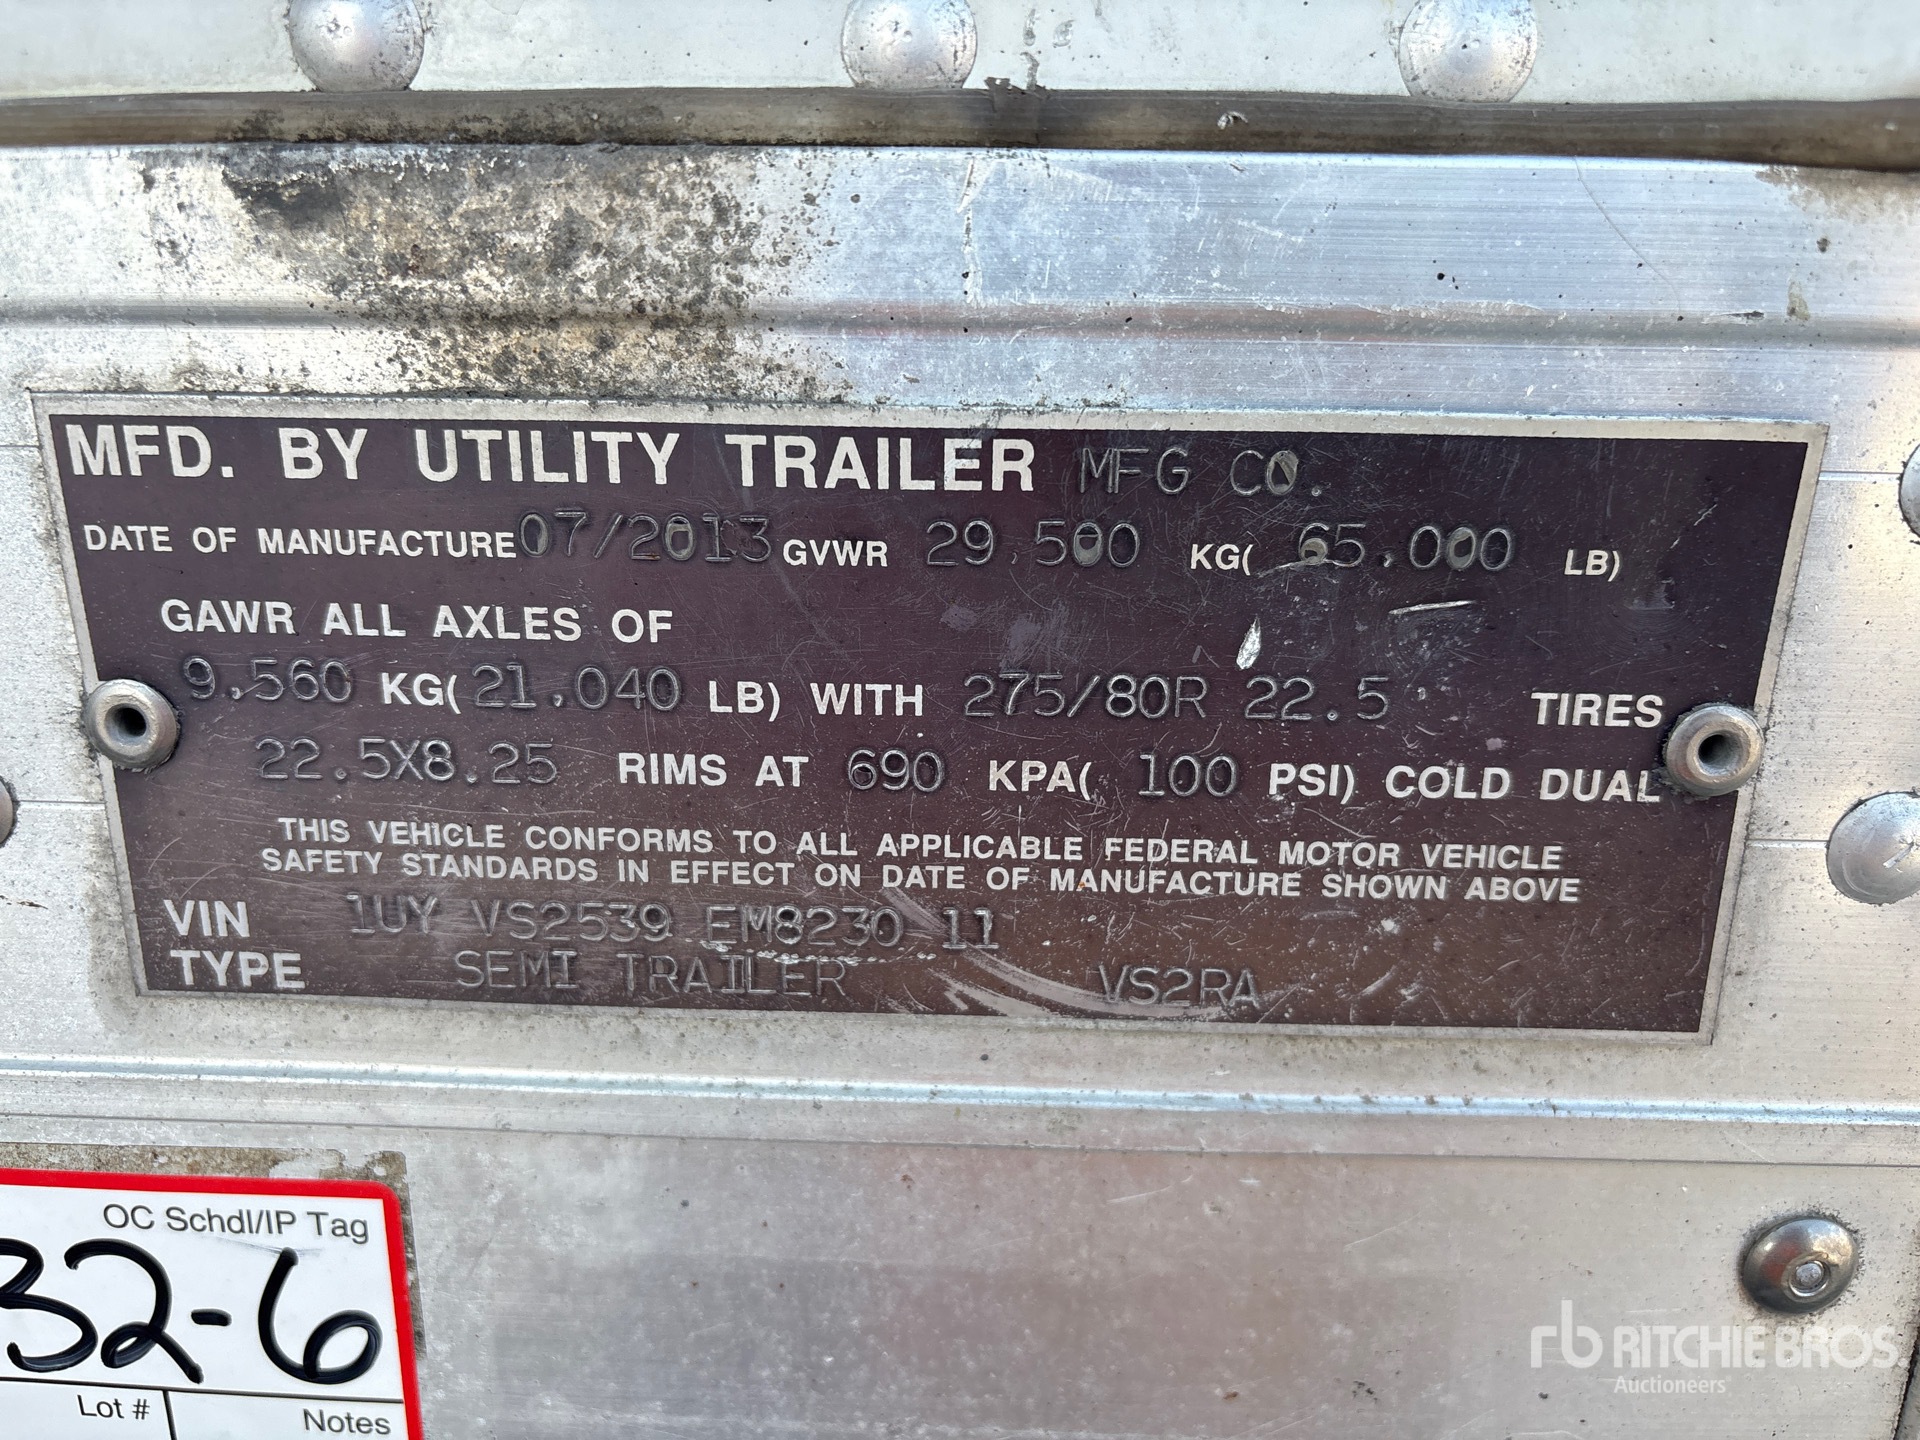 MFD. BY UTILITY TRAILER MFG CO.
DATE OF MANUFACTURE 07/2013 GVWR 29,500 KG( 65,000 LB)
GAWR ALL AXLES OF
9,560 KG( 21,040 LB) WITH 275/80R 22.5 TIRES
22.5X8.25 RIMS AT 690 KPA( 100 PSI) COLD DUAL
THIS VEHICLE CONFORMS TO ALL APPLICABLE FEDERAL MOTOR VEHICLE
SAFETY STANDARDS IN EFFECT ON DATE OF MANUFACTURE SHOWN ABOVE
VIN 1UY VS2539 EM8230 11
TYPE SEMI TRAILER VS2RA
OC Schdl/IP Tag
32-6
Lot #
Notes
rb RITCHIE BROS.
Auctioneers